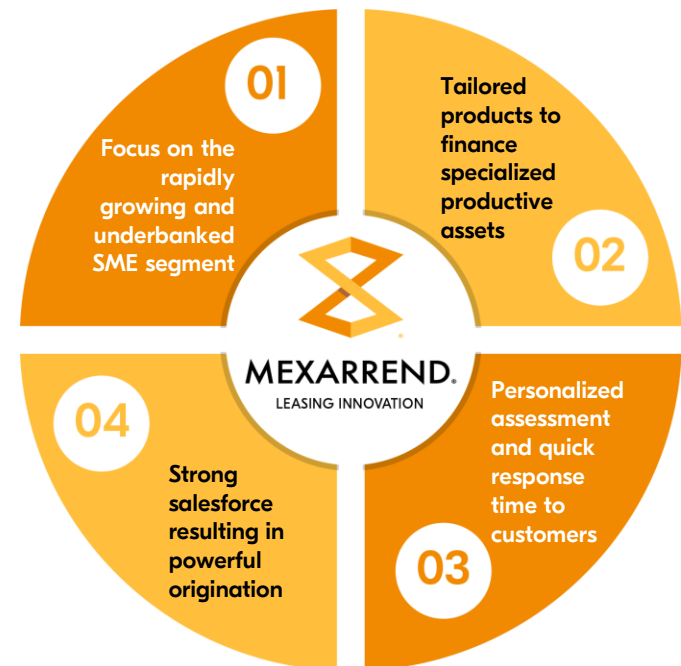 01
Focus on the
rapidly
growing and
underbanked
SME segment
Tailored
products to
finance
specialized
productive
assets
02
MEXARREND.
LEASING INNOVATION
Personalized
assessment
and quick
response
time to
customers
03
04
Strong
salesforce
resulting in
powerful
origination